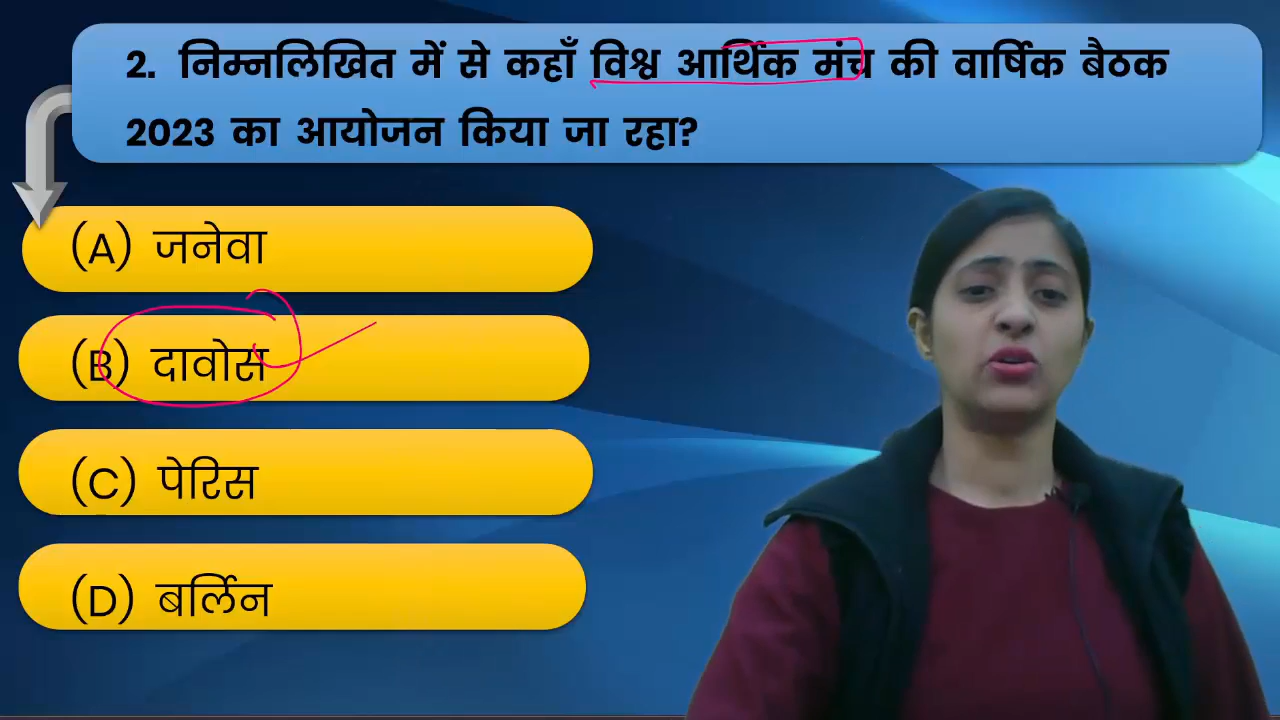 2. निम्नलिखित में से कहाँ विश्व आर्थिक मंच की वार्षिक बैठक
2023 का आयोजन किया जा रहा?
(A) जनेवा
(B) दावोस
(C) पेरिस
(D) बर्लिन